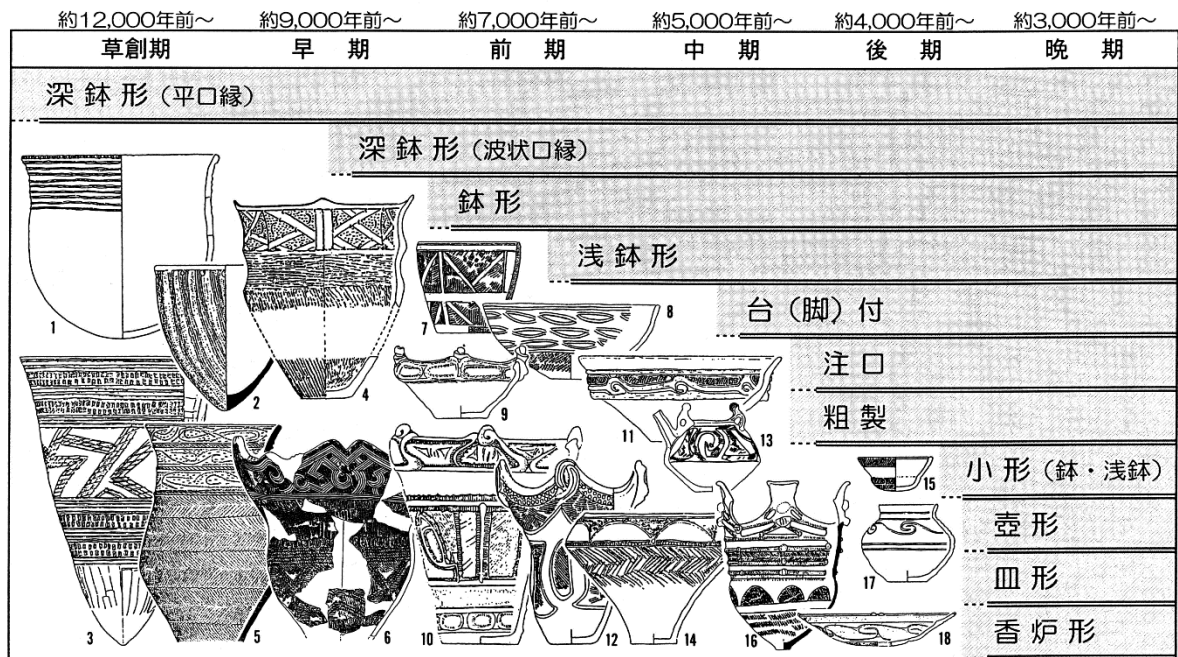 約12,000年前～ 約9,000年前～ 約7,000年前～ 約5,000年前～ 約4,000年前～ 約3,000年前～
草創期 早期 前期 中期 後期 晩期
深鉢形（平口縁）
深鉢形（波状口縁）
鉢形
浅鉢形
台（脚）付
注口
粗製
小形（鉢・浅鉢）
壺形
皿形
香炉形
1
2
3
4
5
6
7
8
9
10
11
12
13
14
15
16
17
18